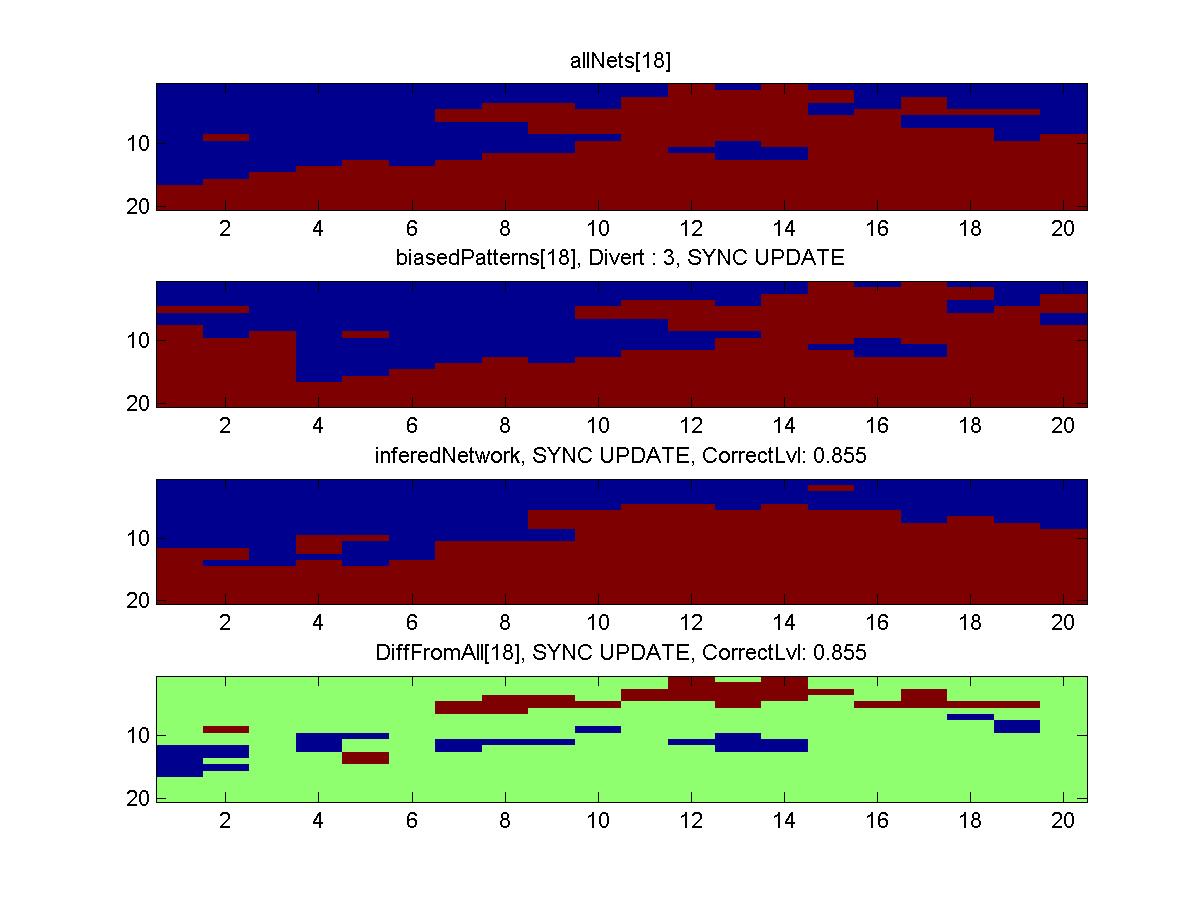 allNets[18]
10
20
2 4 6 8 10 12 14 16 18 20
biasedPatterns[18], Divert : 3, SYNC UPDATE
10
20
2 4 6 8 10 12 14 16 18 20
inferedNetwork, SYNC UPDATE, CorrectLvl: 0.855
10
20
2 4 6 8 10 12 14 16 18 20
DiffFromAll[18], SYNC UPDATE, CorrectLvl: 0.855
10
20
2 4 6 8 10 12 14 16 18 20